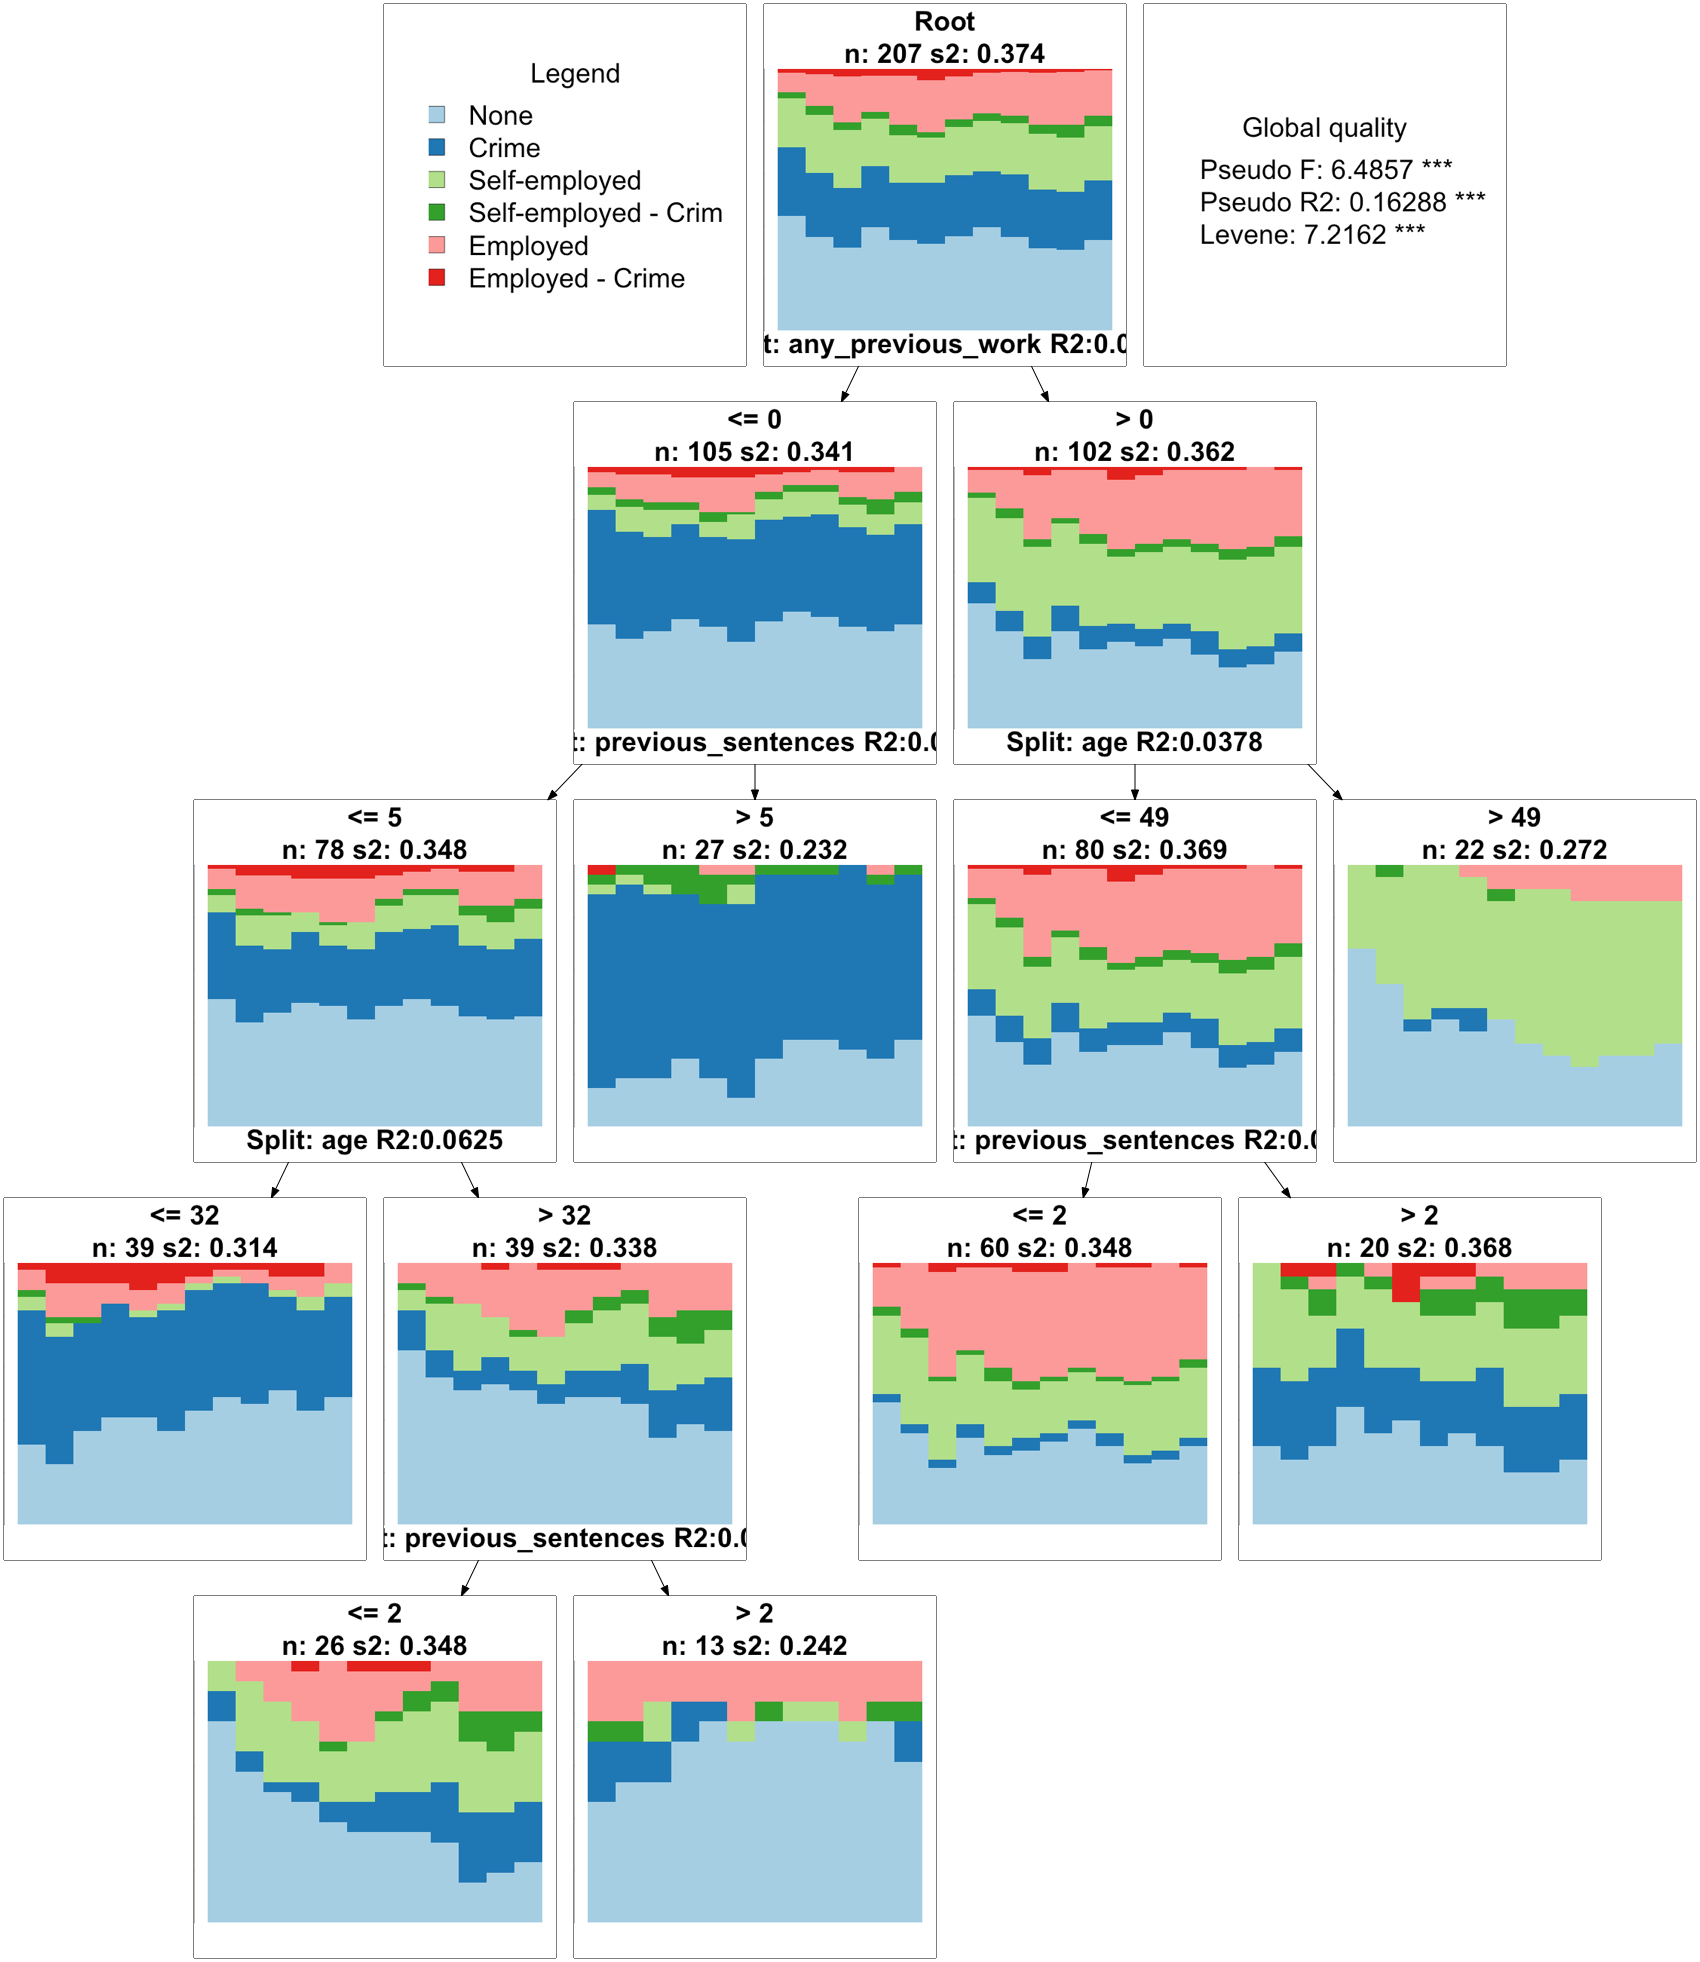 Legend
None
Crime
Self-employed
Self-employed - Crim
Employed
Employed - Crime
Root
n: 207 s2: 0.374
t: any_previous_work R2:0.0
Global quality
Pseudo F: 6.4857 ***
Pseudo R2: 0.16288 ***
Levene: 7.2162 ***
<= 0
n: 105 s2: 0.341
t: previous_sentences R2:0.0
> 0
n: 102 s2: 0.362
Split: age R2:0.0378
<= 5
n: 78 s2: 0.348
Split: age R2:0.0625
> 5
n: 27 s2: 0.232
<= 49
n: 80 s2: 0.369
t: previous_sentences R2:0.0
> 49
n: 22 s2: 0.272
<= 32
n: 39 s2: 0.314
> 32
n: 39 s2: 0.338
t: previous_sentences R2:0.0
<= 2
n: 60 s2: 0.348
> 2
n: 20 s2: 0.368
<= 2
n: 26 s2: 0.348
> 2
n: 13 s2: 0.242